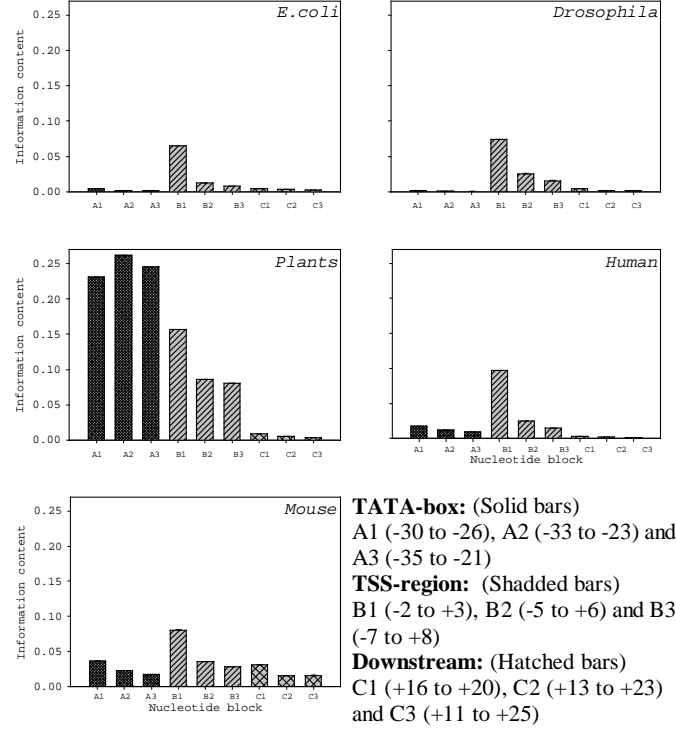 E.coli
Information content
0.25
0.20
0.15
0.10
0.05
0.00
A1 A2 A3 B1 B2 B3 C1 C2 C3
Drosophila
A1 A2 A3 B1 B2 B3 C1 C2 C3
Plants
Information content
0.25
0.20
0.15
0.10
0.05
0.00
A1 A2 A3 B1 B2 B3 C1 C2 C3
Human
A1 A2 A3 B1 B2 B3 C1 C2 C3
Nucleotide block
Mouse
Information content
0.25
0.20
0.15
0.10
0.05
0.00
A1 A2 A3 B1 B2 B3 C1 C2 C3
Nucleotide block
TATA-box: (Solid bars)
A1 (-30 to -26), A2 (-33 to -23) and
A3 (-35 to -21)
TSS-region: (Shadded bars)
B1 (-2 to +3), B2 (-5 to +6) and B3
(-7 to +8)
Downstream: (Hatched bars)
C1 (+16 to +20), C2 (+13 to +23)
and C3 (+11 to +25)